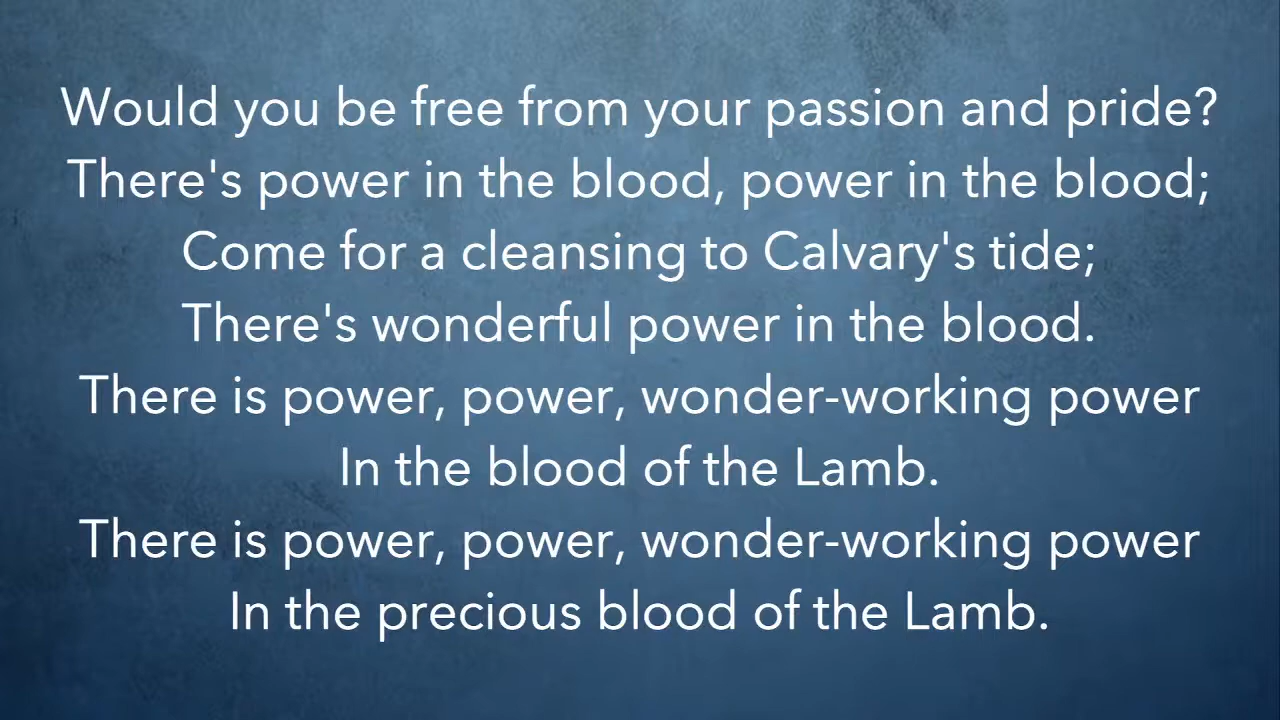 Would you be free from your passion and pride?
There's power in the blood, power in the blood;
Come for a cleansing to Calvary's tide;
There's wonderful power in the blood.
There is power, power, wonder-working power
In the blood of the Lamb.
There is power, power, wonder-working power
In the precious blood of the Lamb.